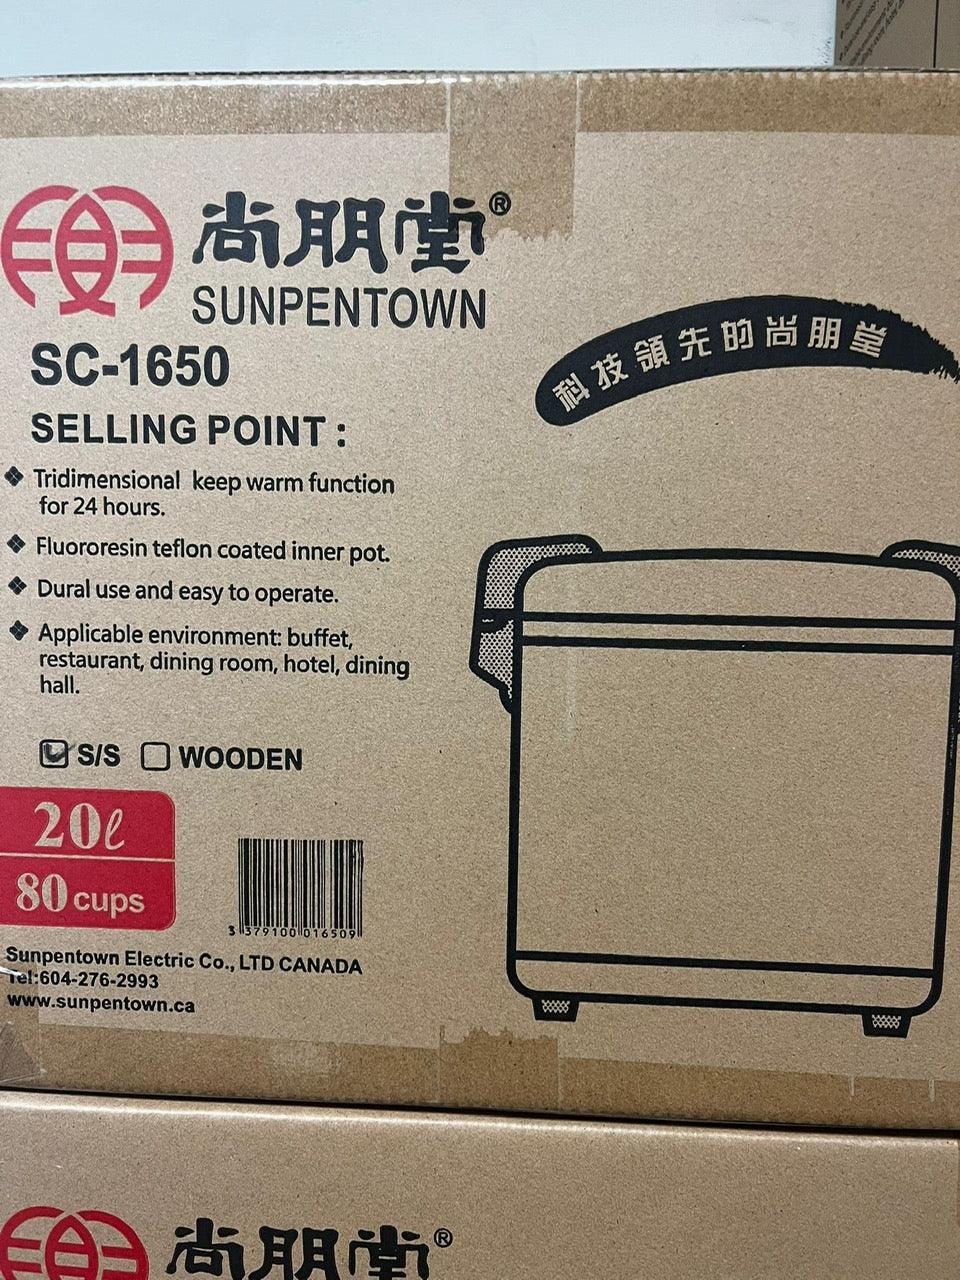 尚朋堂®
SUNPENTOWN
SC-1650
科技領先的尚朋堂
SELLING POINT :
Tridimensional keep warm function
for 24 hours.
Fluororesin teflon coated inner pot.
Dural use and easy to operate.
Applicable environment: buffet,
restaurant, dining room, hotel, dining
hall.
S/S WOODEN
20ℓ
80 cups
3 379100 016509
Sunpentown Electric Co., LTD CANADA
Tel:604-276-2993
www.sunpentown.ca
尚朋堂®